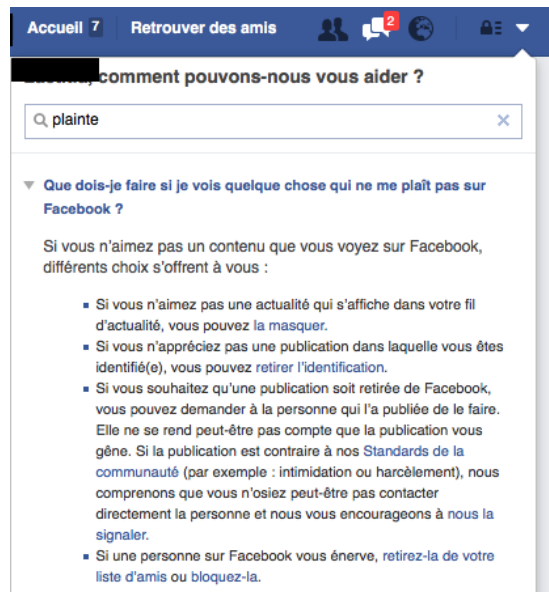 Accueil 7 Retrouver des amis 2
, comment pouvons-nous vous aider ?
plainte
Que dois-je faire si je vois quelque chose qui ne me plaît pas sur
Facebook ?
Si vous n'aimez pas un contenu que vous voyez sur Facebook,
différents choix s'offrent à vous :
Si vous n'aimez pas une actualité qui s'affiche dans votre fil
d'actualité, vous pouvez la masquer.
Si vous n'appréciez pas une publication dans laquelle vous êtes
identifié(e), vous pouvez retirer l'identification.
Si vous souhaitez qu'une publication soit retirée de Facebook,
vous pouvez demander à la personne qui l'a publiée de le faire.
Elle ne se rend peut-être pas compte que la publication vous
gêne. Si la publication est contraire à nos Standards de la
communauté (par exemple : intimidation ou harcèlement), nous
comprenons que vous n'osiez peut-être pas contacter
directement la personne et nous vous encourageons à nous la
signaler.
Si une personne sur Facebook vous énerve, retirez-la de votre
liste d'amis ou bloquez-la.